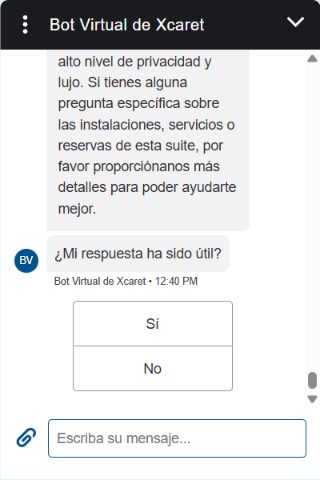 Bot Virtual de Xcaret
alto nivel de privacidad y
lujo. Si tienes alguna
pregunta específica sobre
las instalaciones, servicios o
reservas de esta suite, por
favor proporciónanos más
detalles para poder ayudarte
mejor.
BV
¿Mi respuesta ha sido útil?
Bot Virtual de Xcaret • 12:40 PM
Sí
No
Escriba su mensaje...